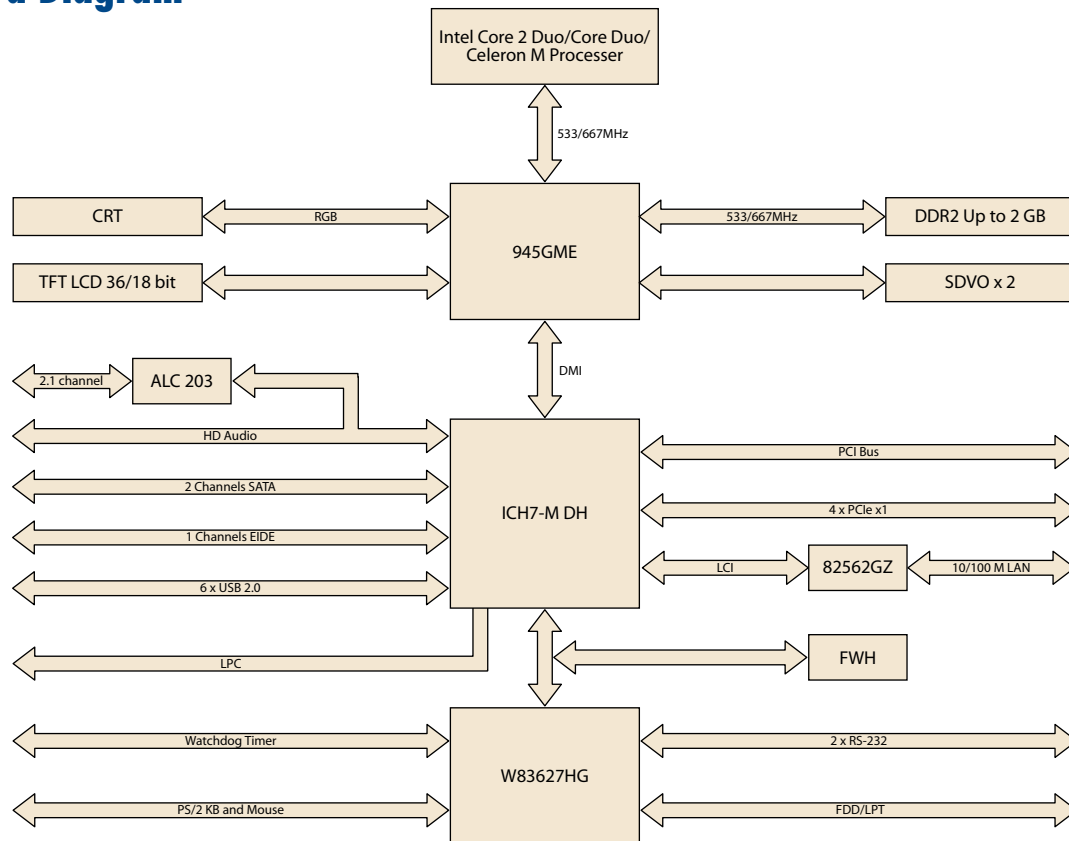 a Diagram
Intel Core 2 Duo/Core Duo/
Celeron M Processer
533/667MHz
CRT
RGB
945GME
533/667MHz
DDR2 Up to 2 GB
TFT LCD 36/18 bit
SDVO x 2
DMI
2.1 channel
ALC 203
HD Audio
PCI Bus
2 Channels SATA
ICH7-M DH
4 x PCIe x1
1 Channels EIDE
LCI
82562GZ
10/100 M LAN
6 x USB 2.0
LPC
FWH
Watchdog Timer
2 x RS-232
W83627HG
PS/2 KB and Mouse
FDD/LPT